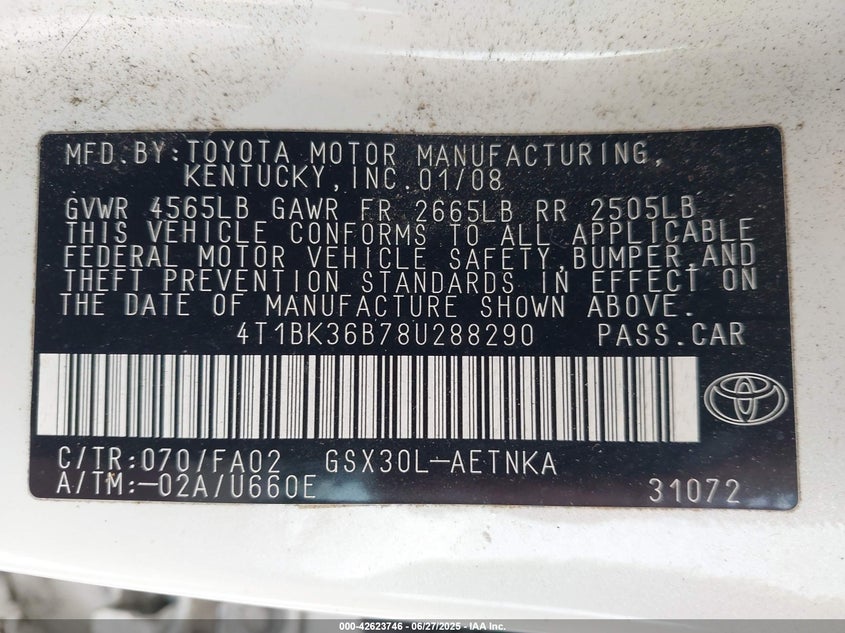 MFD.BY:TOYOTA MOTOR MANUFACTURING,
KENTUCKY,INC.01/08
GVWR 4565LB GAWR FR 2665LB RR 2505LB
THIS VEHICLE CONFORMS TO ALL APPLICABLE
FEDERAL MOTOR VEHICLE SAFETY,BUMPER,AND
THEFT PREVENTION STANDARDS IN EFFECT ON
THE DATE OF MANUFACTURE SHOWN ABOVE.
4T1BK36B78U288290 PASS.CAR
C/TR:070/FA02 GSX30L-AETNKA
A/TM:-02A/U660E 31072
000-42623746 - 06/27/2025 - IAA Inc.